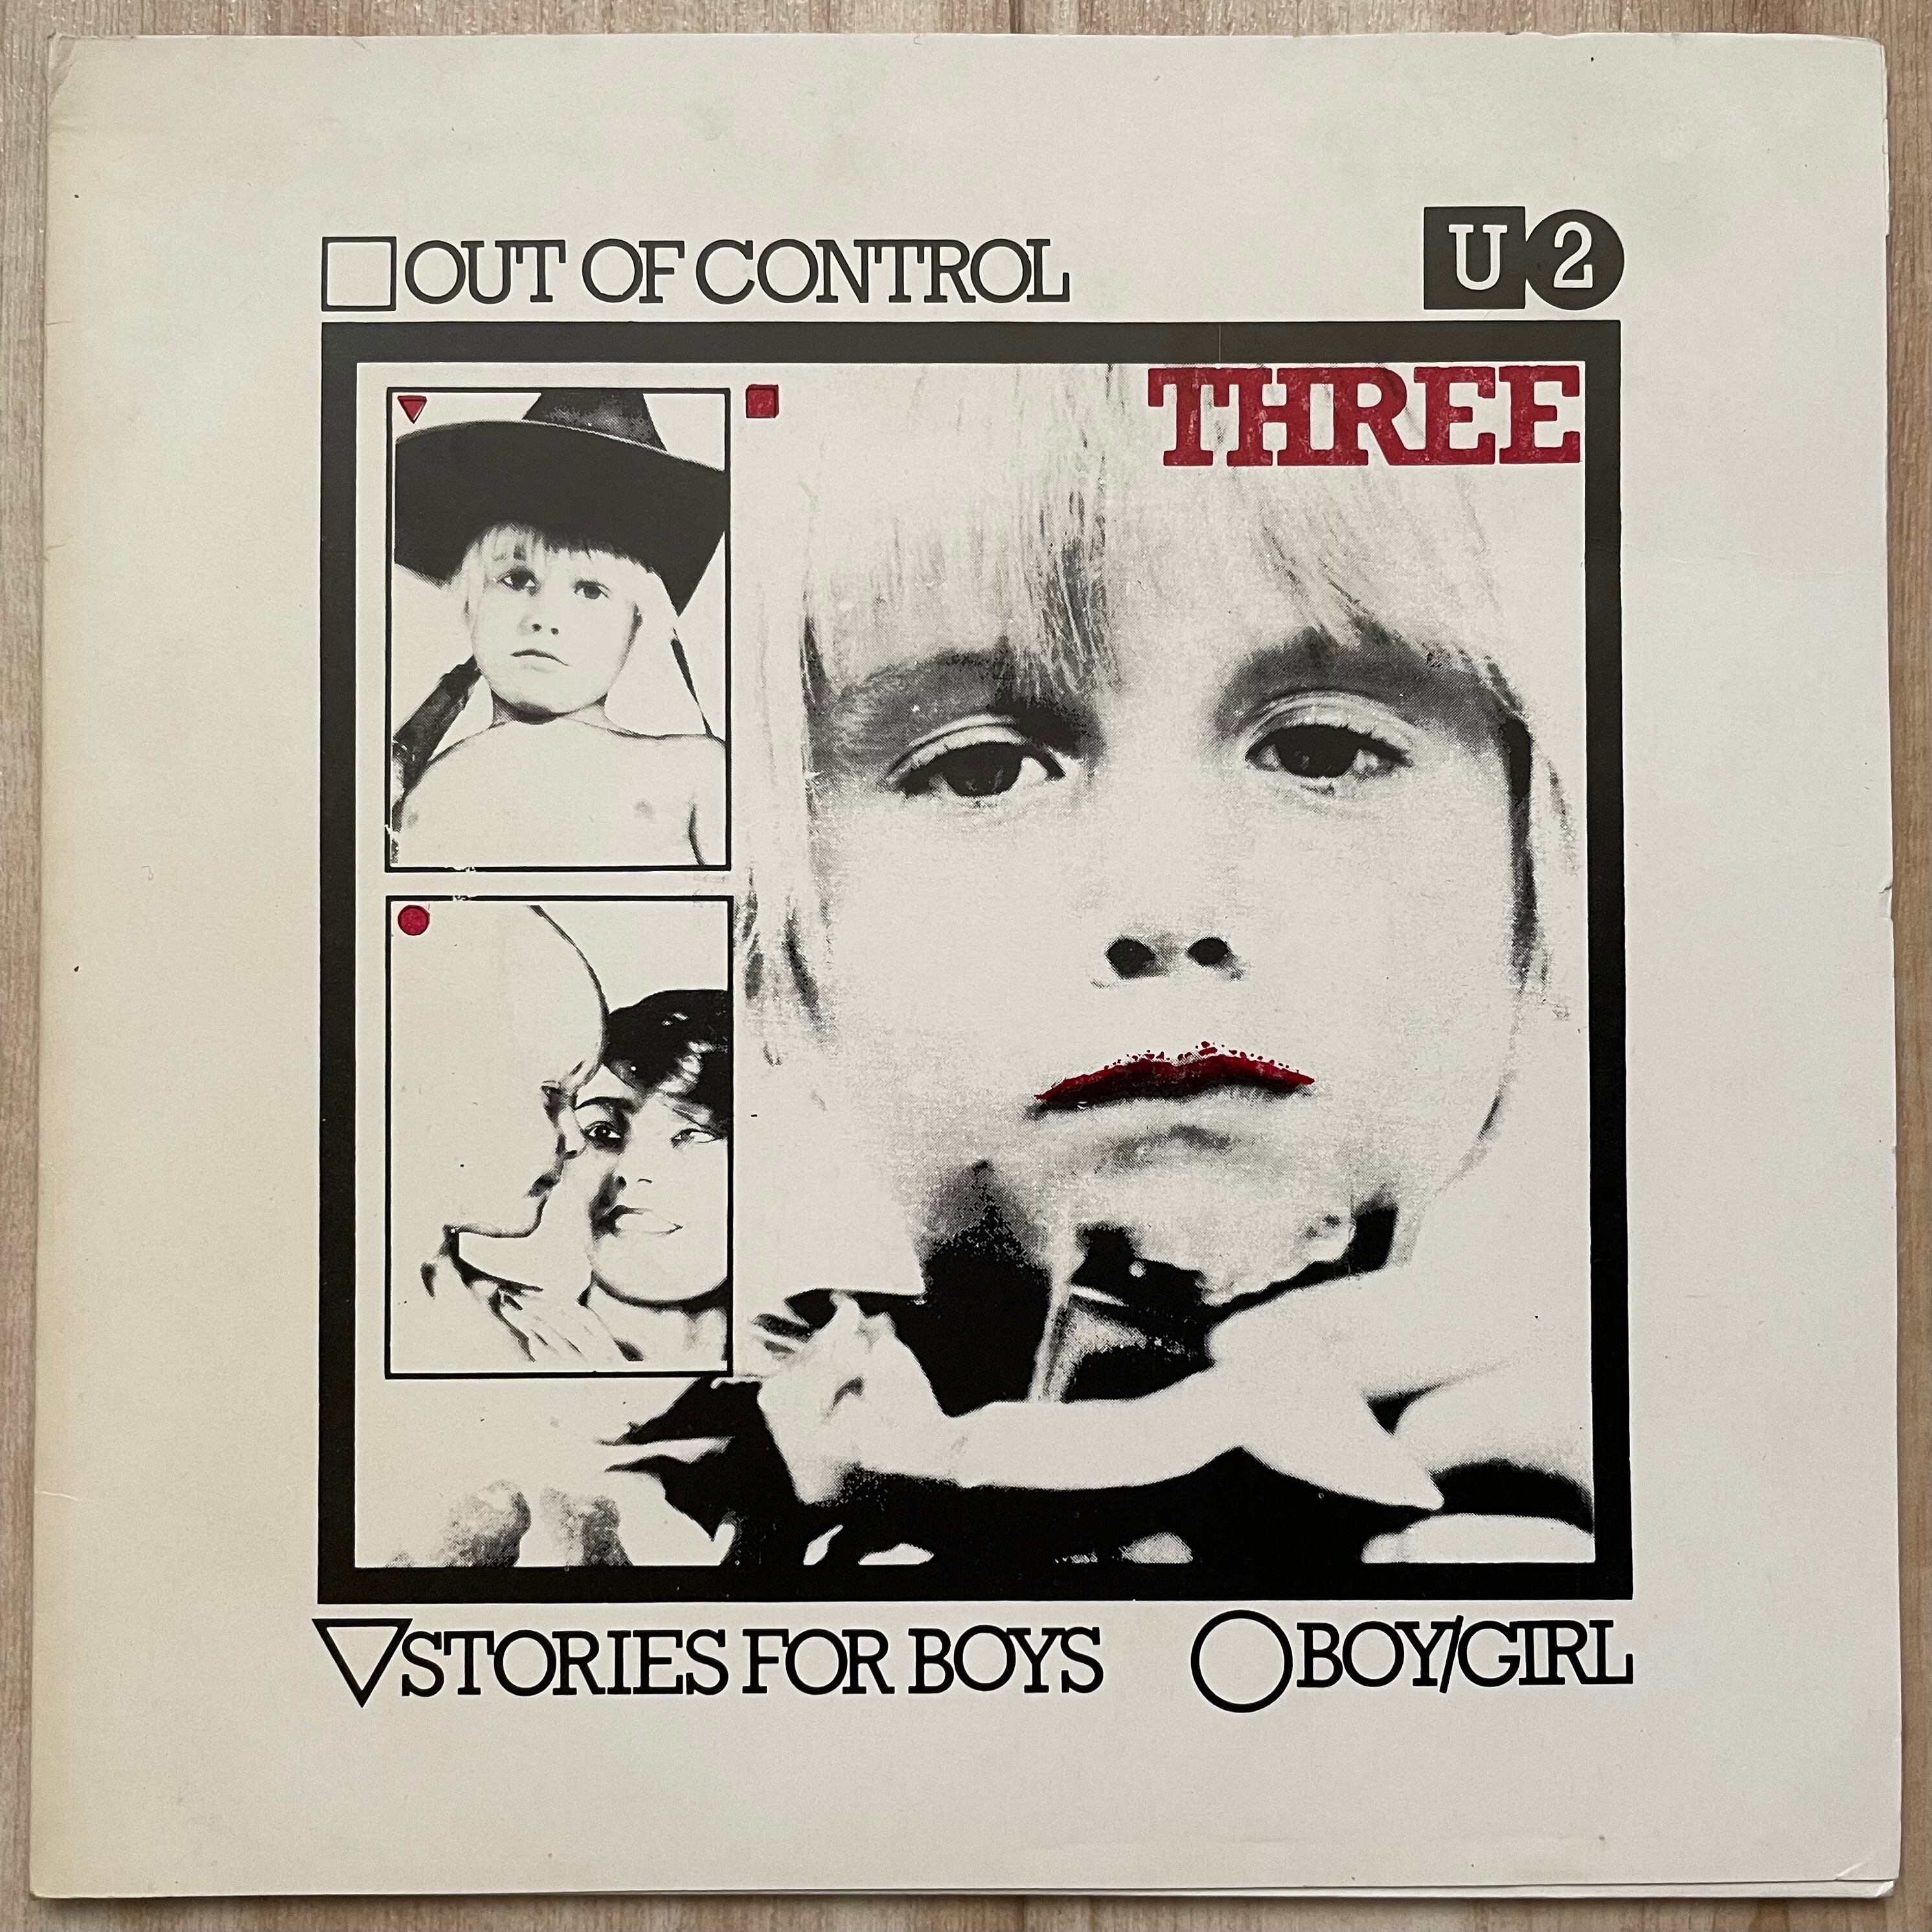 OUT OF CONTROL
U2
THREE
STORIES FOR BOYS
BOY/GIRL